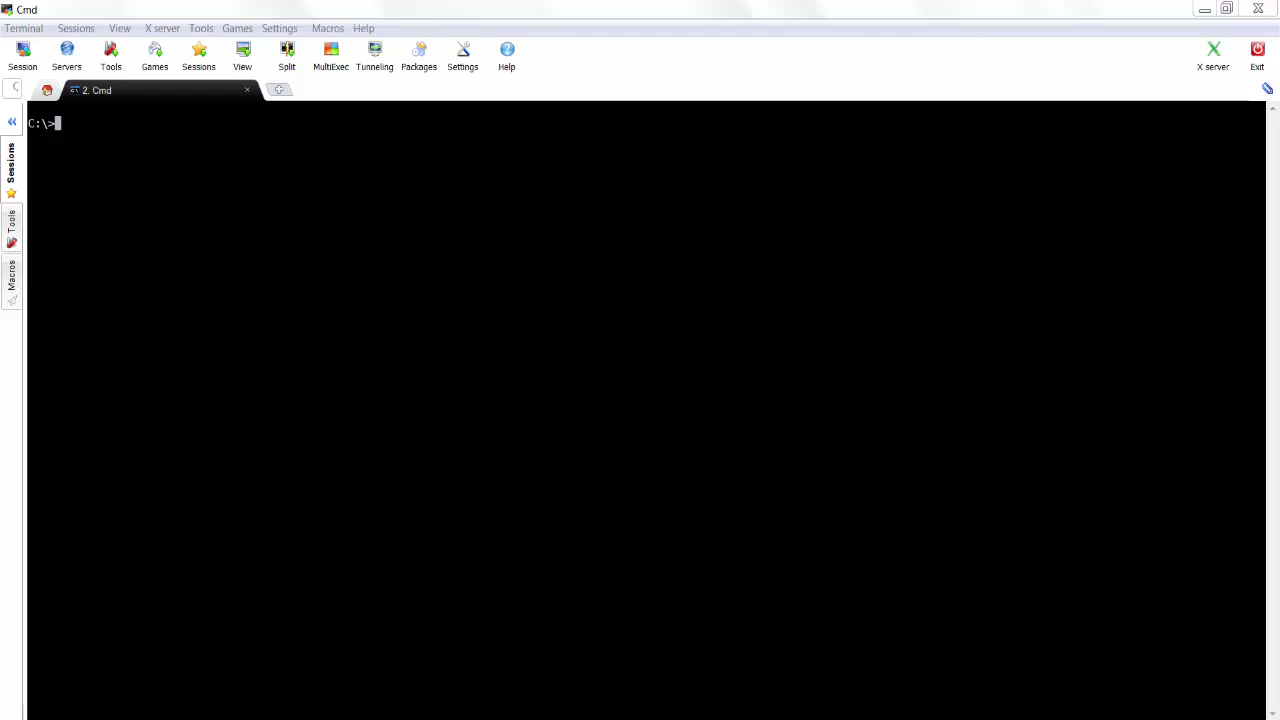 Cmd
Terminal Sessions View X server Tools Games Settings Macros Help
Session Servers Tools Games Sessions View Split MultiExec Tunneling Packages Settings Help X server Exit
2. Cmd
C:\>
Sessions
Tools
Macros